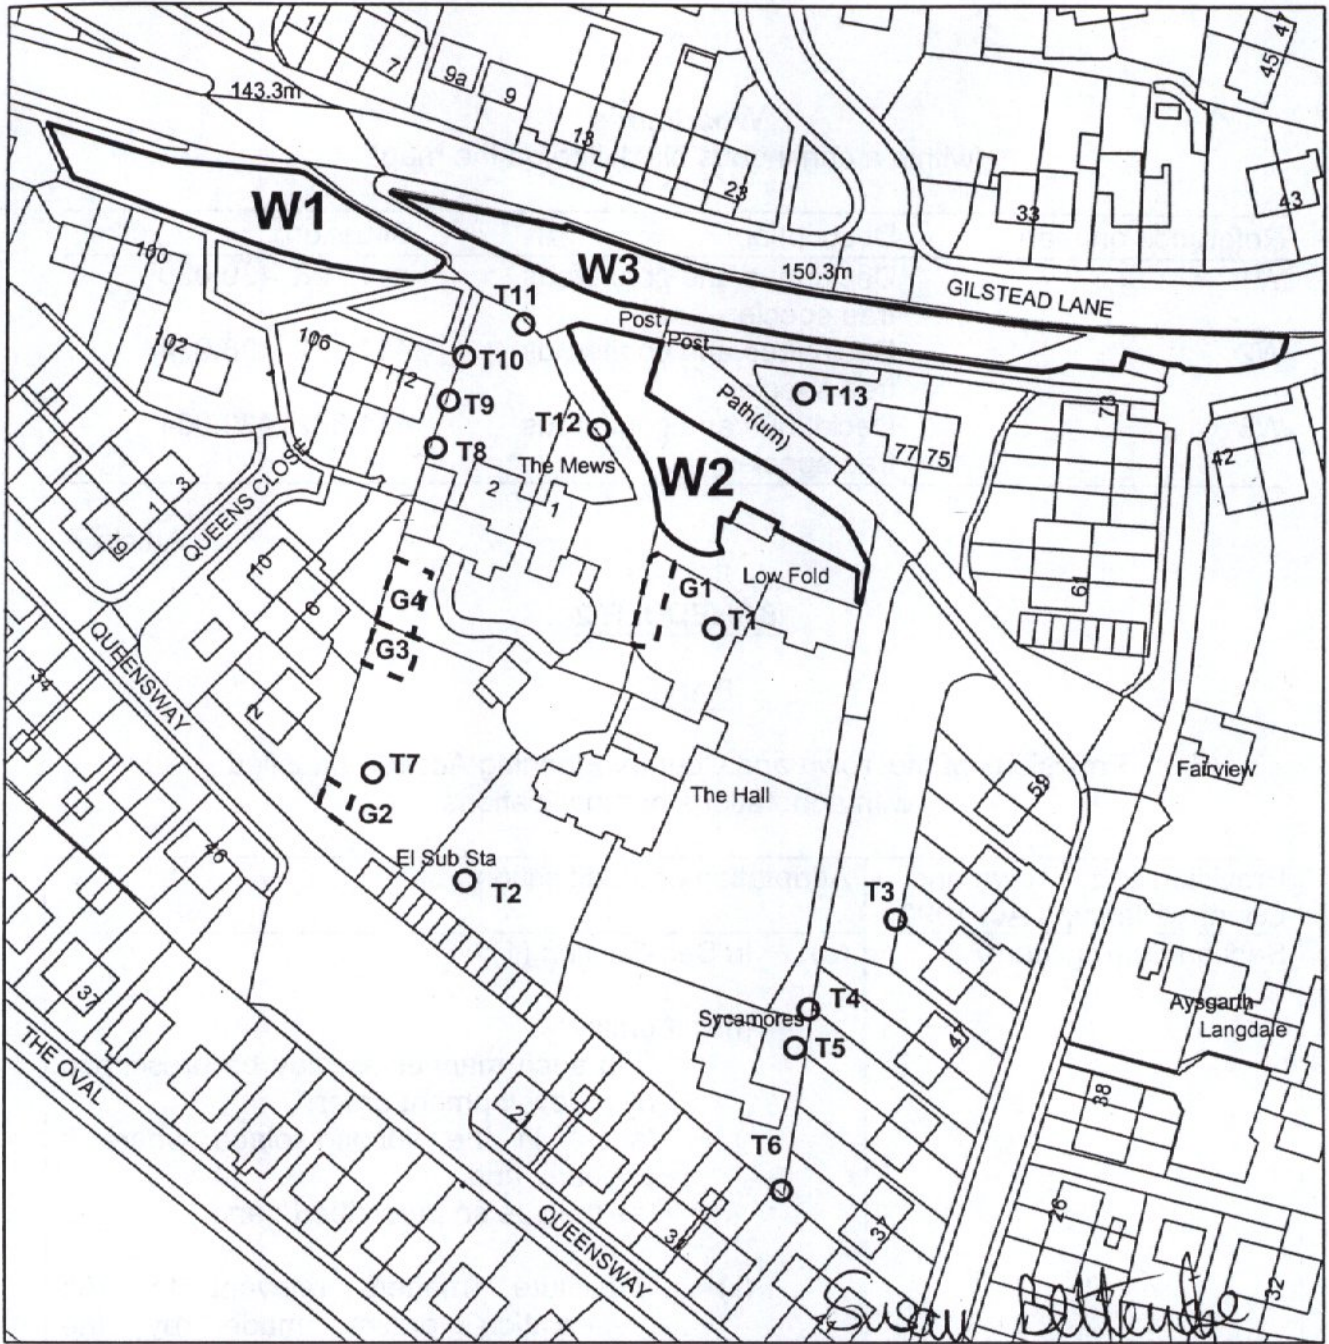 1
7
9a
9
13
23
143.3m
47
45
43
33
W1
W3
150.3m
GILSTEAD LANE
100
102
106
112
T11
Post
Post
T10
T9
T8
T12
T13
Path(um)
77 75
73
42
The Mews
W2
2
1
QUEENS CLOSE
3
1
19
10
6
G4
G3
G1
T1
Low Fold
61
QUEENSWAY
34
2
T7
G2
The Hall
Fairview
59
46
El Sub Sta
T2
T3
37
THE OVAL
T4
Sycamores
T5
47
Aysgarth
Langdale
38
21
T6
31
37
QUEENSWAY
26
32
Susan